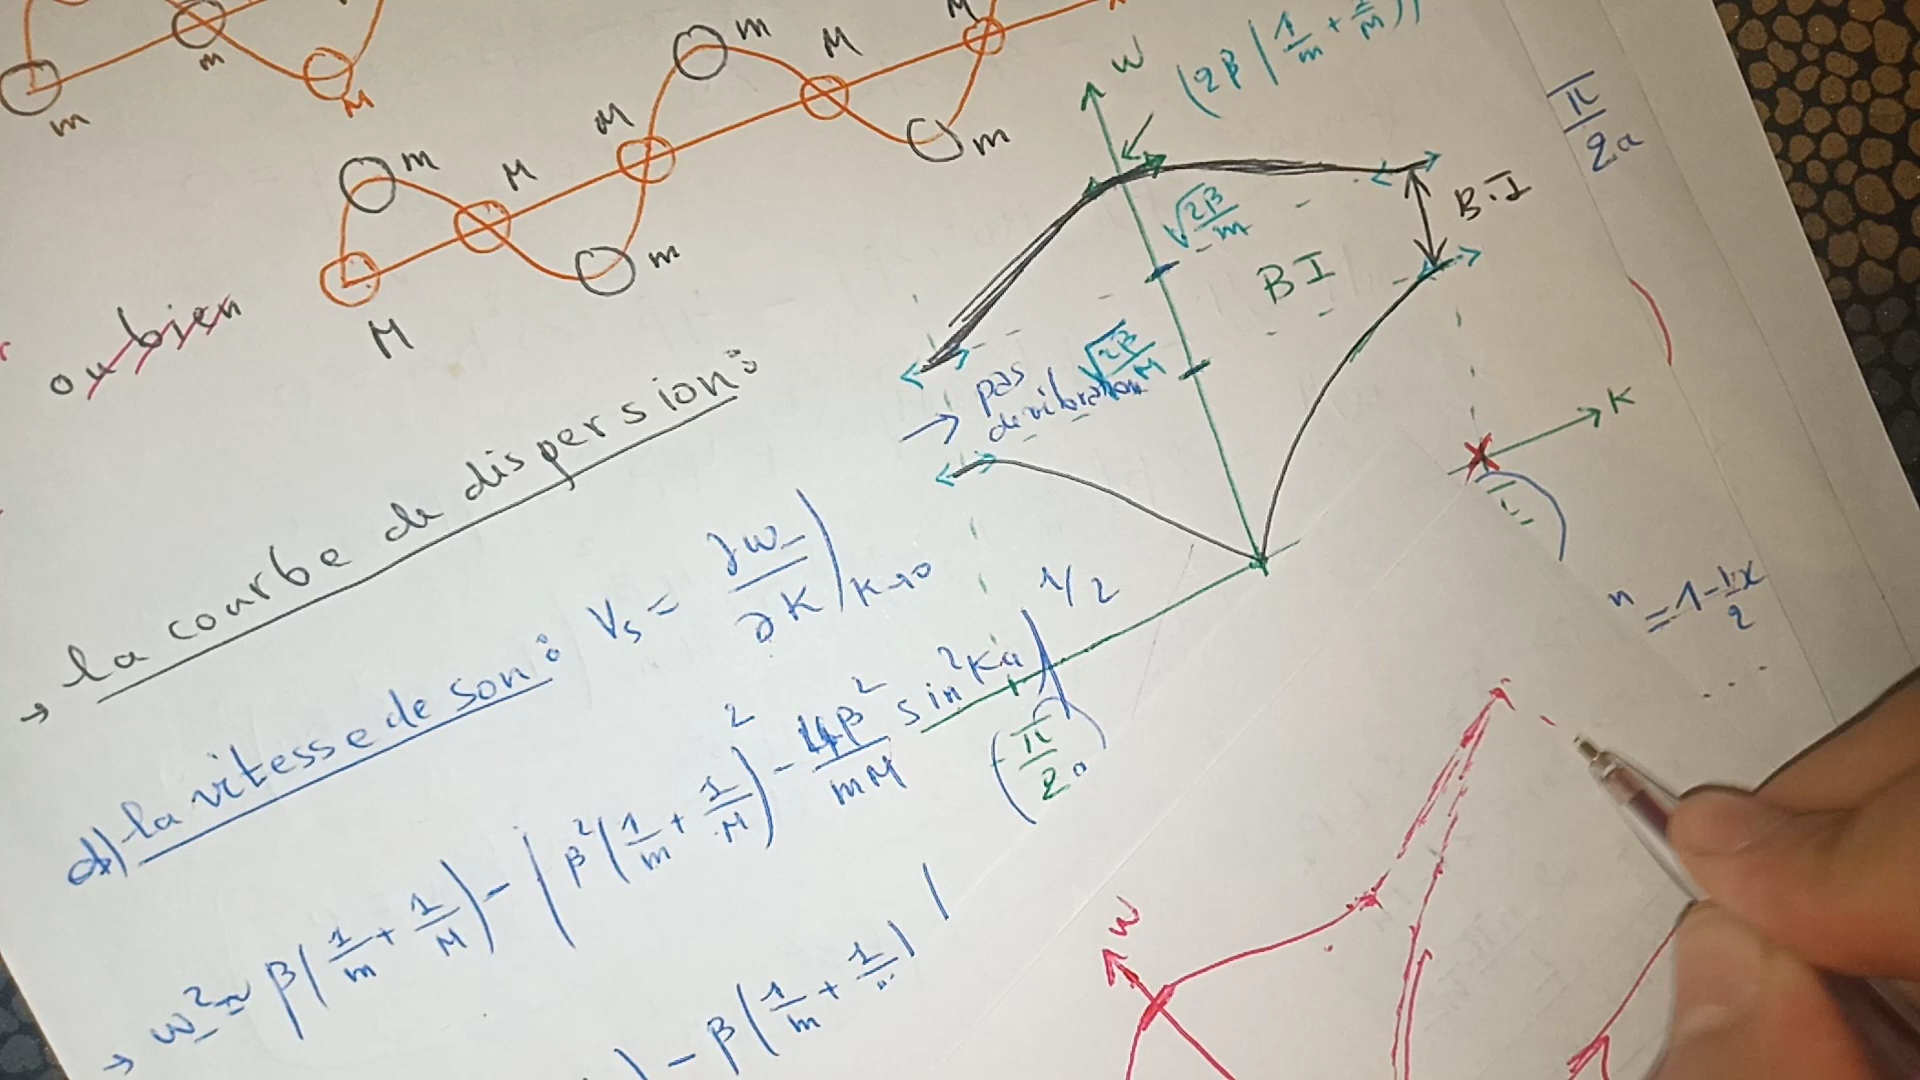 m
m
M
m
M
m
M
M
m
M
m
M
ou bien
W
(2β(1/m + 1/M))
π/2a
√(2β/m)
B.I
BI
√(2β/M)
→ pas
de vibration
K
→ la courbe de dispersion :
d) la vitesse de son : Vs = ∂ω_/∂K)K→0
ω_² = β(1/m + 1/M) - (β²(1/m + 1/M)² - 4β²/mM sin²Ka)^1/2
(-π/2a)
= 1 - /2
...
→
) - β(1/m + 1/
W